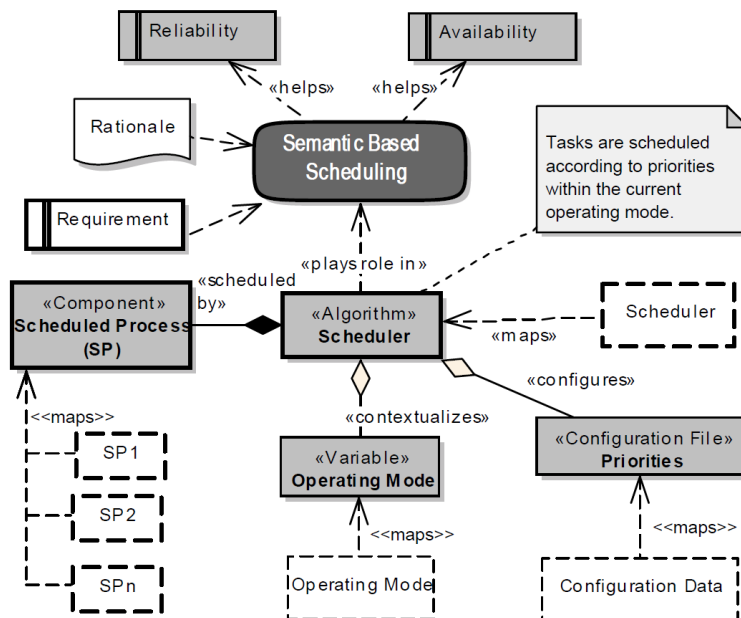 Reliability
Availability
«helps»
«helps»
Rationale
Semantic Based
Scheduling
Tasks are scheduled
according to priorities
within the current
operating mode.
Requirement
«scheduled
by»
«plays role in»
«Component»
Scheduled Process
(SP)
«Algorithm»
Scheduler
Scheduler
«maps»
«configures»
<<maps>>
«contextualizes»
SP1
«Variable»
Operating Mode
«Configuration File»
Priorities
SP2
<<maps>>
<<maps>>
SPn
Operating Mode
Configuration Data